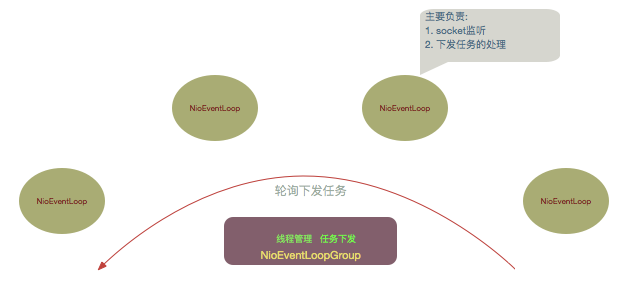 主要负责:
1. socket监听
2. 下发任务的处理
NioEventLoop
NioEventLoop
NioEventLoop
NioEventLoop
轮询下发任务
线程管理 任务下发
NioEventLoopGroup